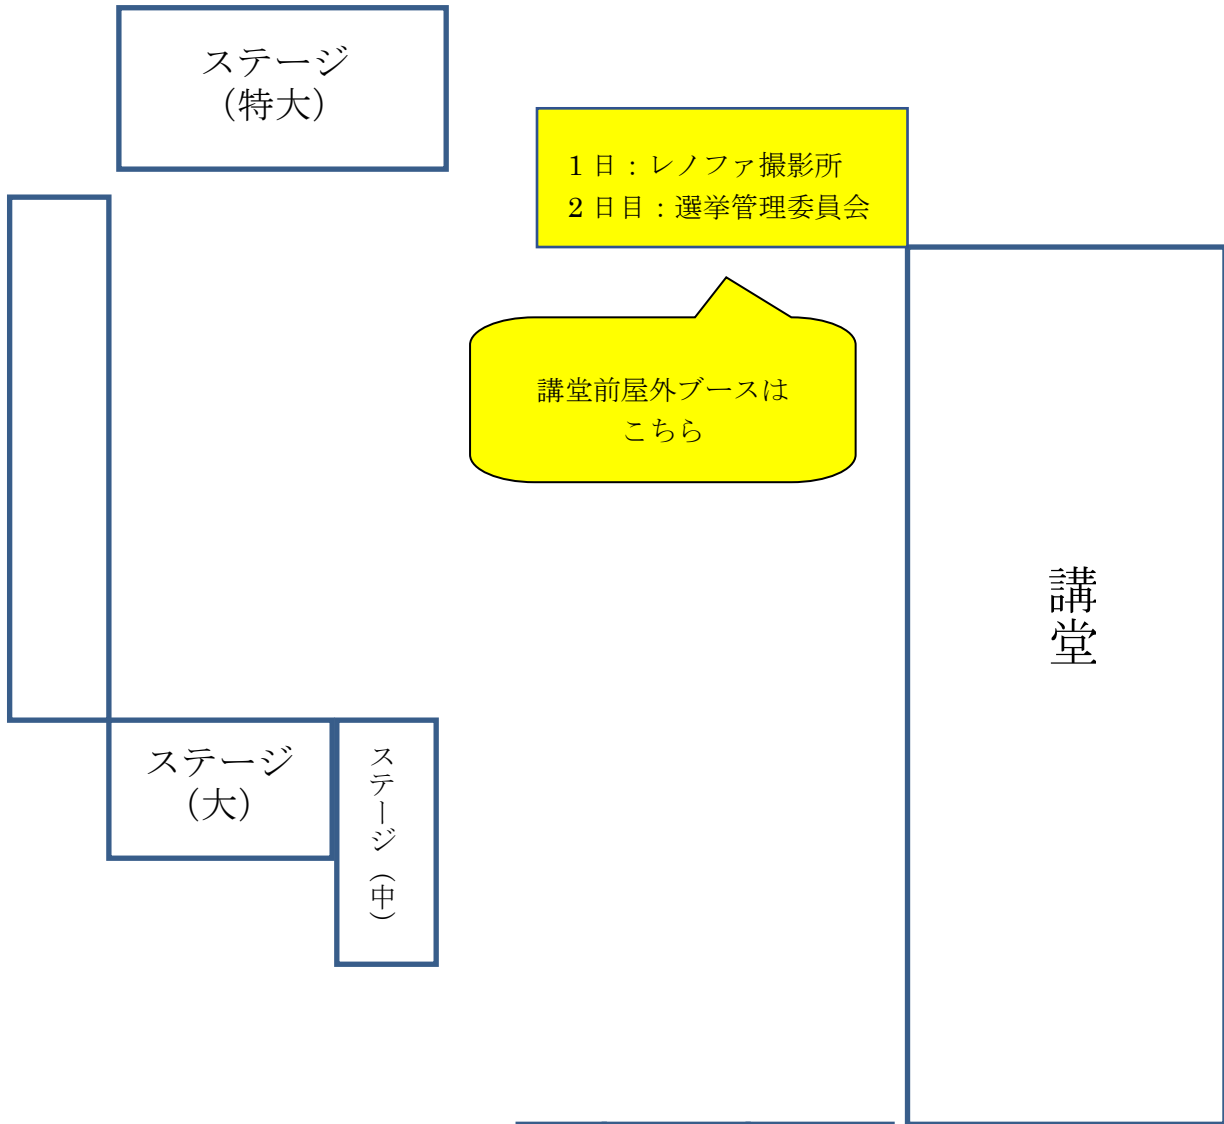 ステージ
（特大）
1日：レノファ撮影所
2日目：選挙管理委員会
講堂前屋外ブースは
こちら
講堂
ステージ
（大）
ステージ（中）